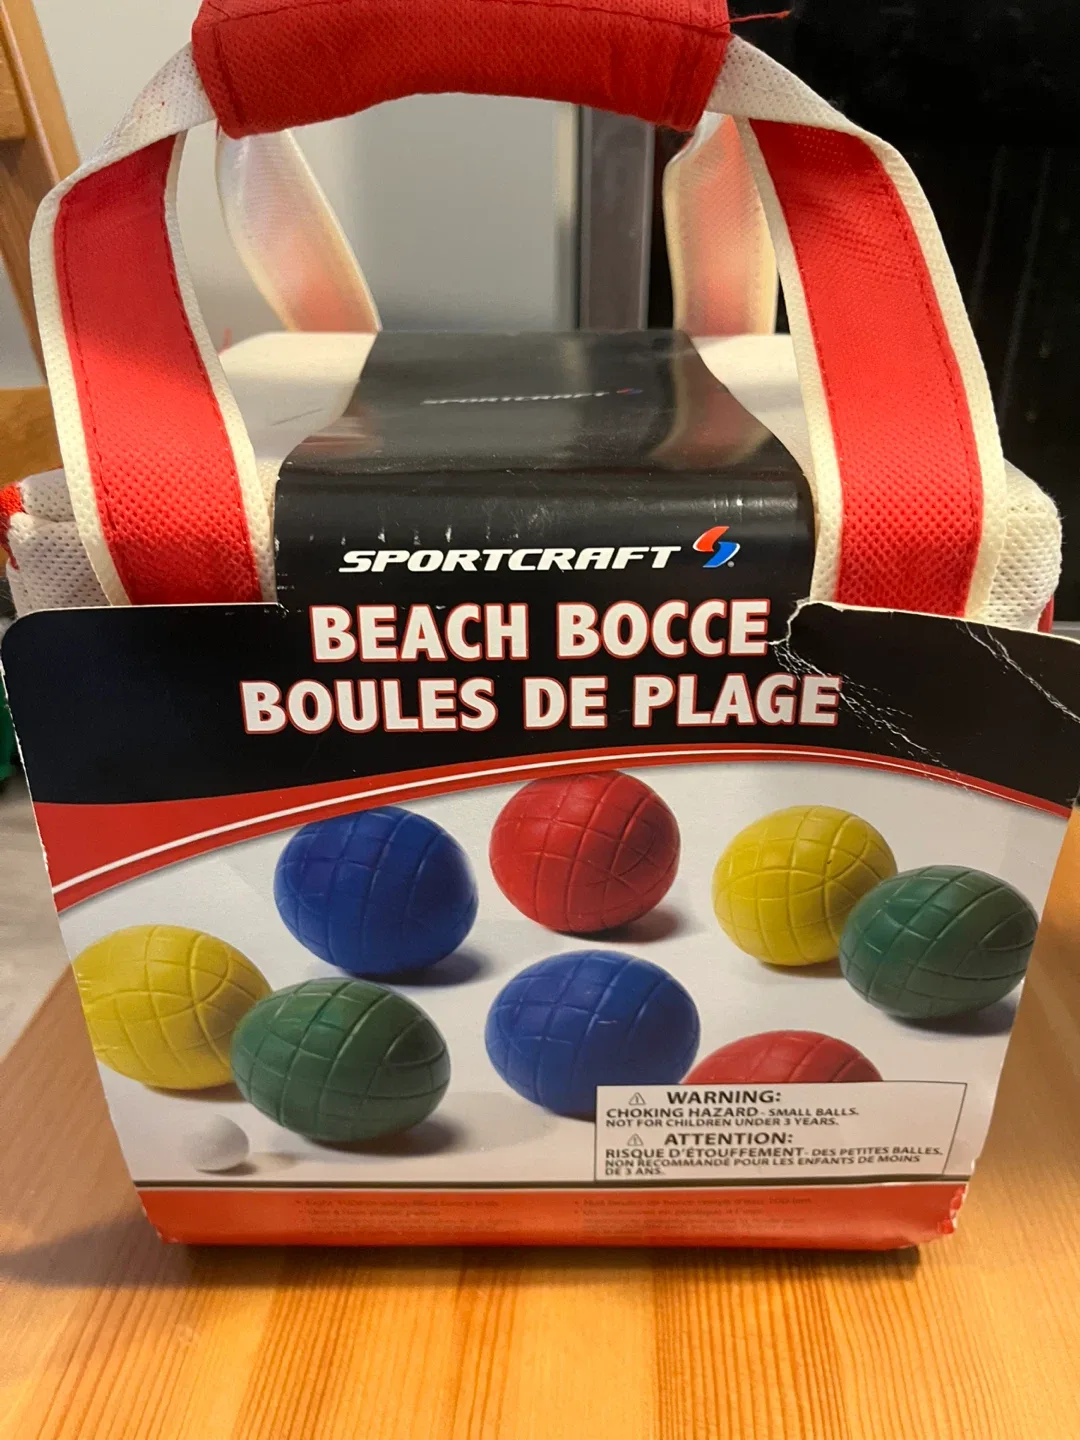 SPORTCRAFT
SPORTCRAFT
BEACH BOCCE
BOULES DE PLAGE
⚠ WARNING:
CHOKING HAZARD - SMALL BALLS.
NOT FOR CHILDREN UNDER 3 YEARS.
⚠ ATTENTION:
RISQUE D'ÉTOUFFEMENT - DES PETITES BALLES,
NON RECOMMANDÉ POUR LES ENFANTS DE MOINS
DE 3 ANS.